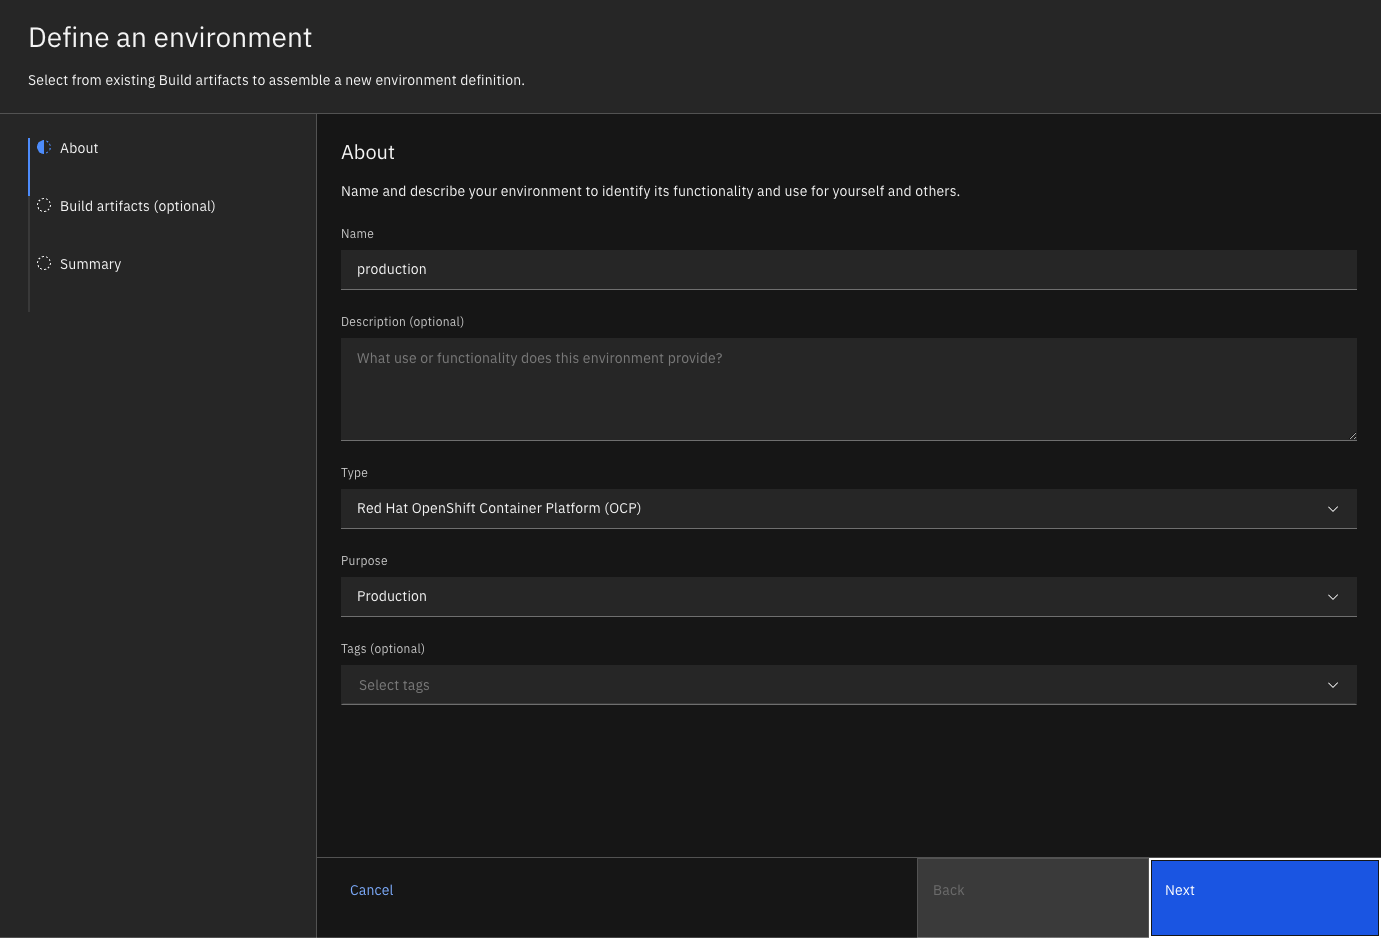 Define an environment
Select from existing Build artifacts to assemble a new environment definition.
About
Build artifacts (optional)
Summary
About
Name and describe your environment to identify its functionality and use for yourself and others.
Name
production
Description (optional)
What use or functionality does this environment provide?
Type
Red Hat OpenShift Container Platform (OCP)
Purpose
Production
Tags (optional)
Select tags
Cancel
Back
Next